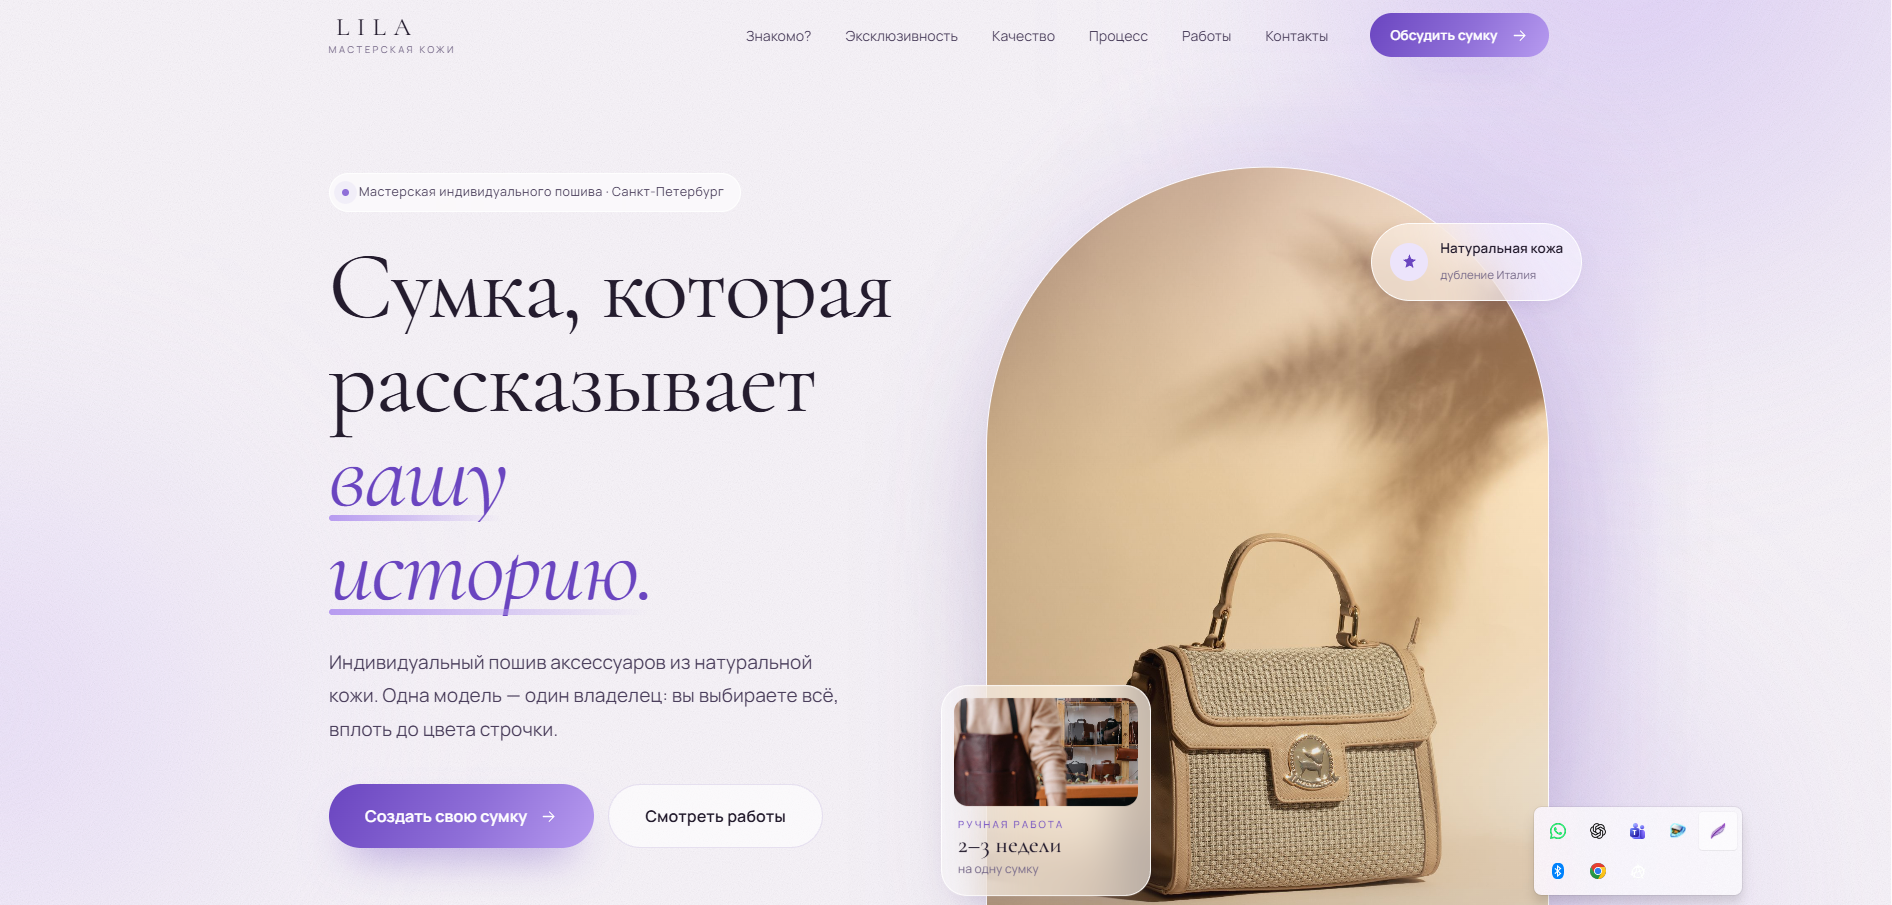 LILA
МАСТЕРСКАЯ КОЖИ
Знакомо? Эксклюзивность Качество Процесс Работы Контакты Обсудить сумку →
Мастерская индивидуального пошива · Санкт-Петербург
Сумка, которая
рассказывает
вашу
историю.
Индивидуальный пошив аксессуаров из натуральной
кожи. Одна модель — один владелец: вы выбираете всё,
вплоть до цвета строчки.
Создать свою сумку →
Смотреть работы
Натуральная кожа
дубление Италия
РУЧНАЯ РАБОТА
2–3 недели
на одну сумку